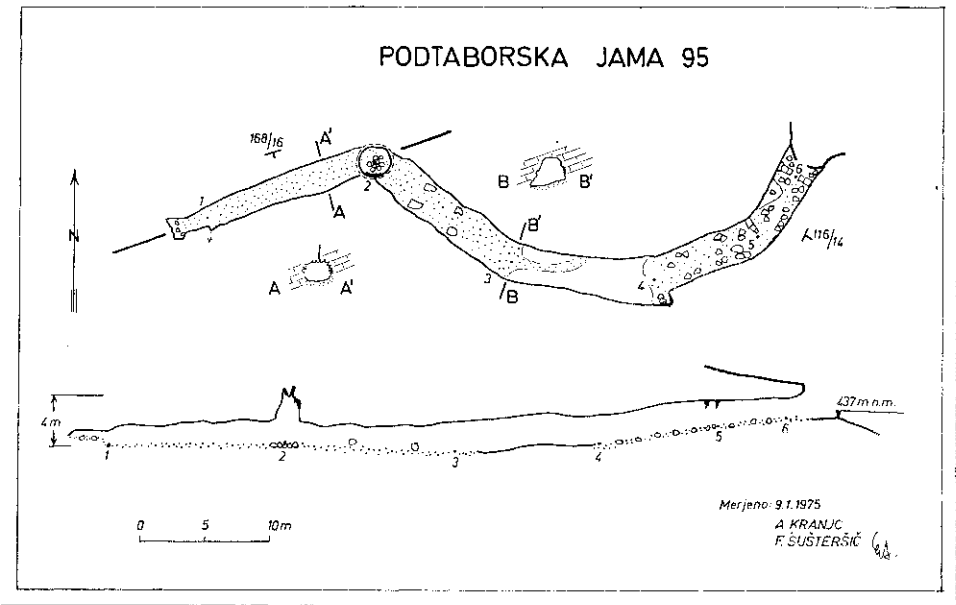 PODTABORSKA JAMA 95
168/16
A'
1
2
A
N
A A'
B B'
B'
3
B
4
5
6
116/14
4m
1
2
3
4
5
6
437m n.m.
0 5 10m
Merjeno: 9.1.1975
A KRANJC
F. ŠUŠTERŠIČ